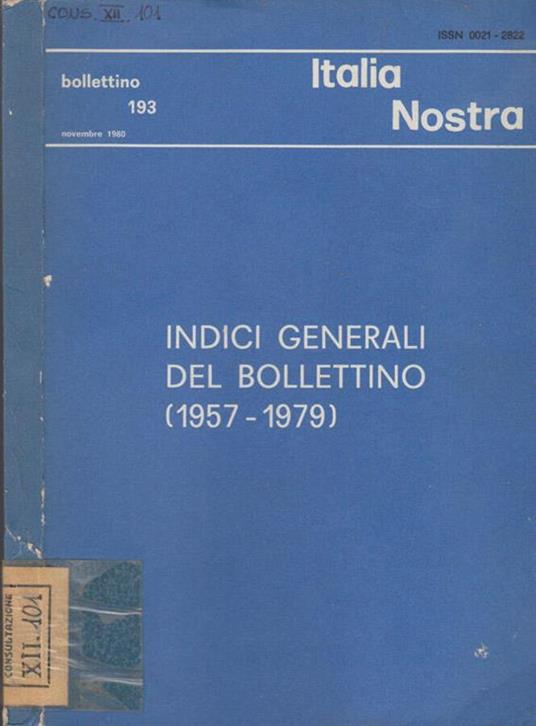 CONS. XII. 101
ISSN 0021-2822
bollettino
193
novembre 1980
Italia
Nostra
INDICI GENERALI
DEL BOLLETTINO
(1957-1979)
CONSULTAZIONE
XII. 101